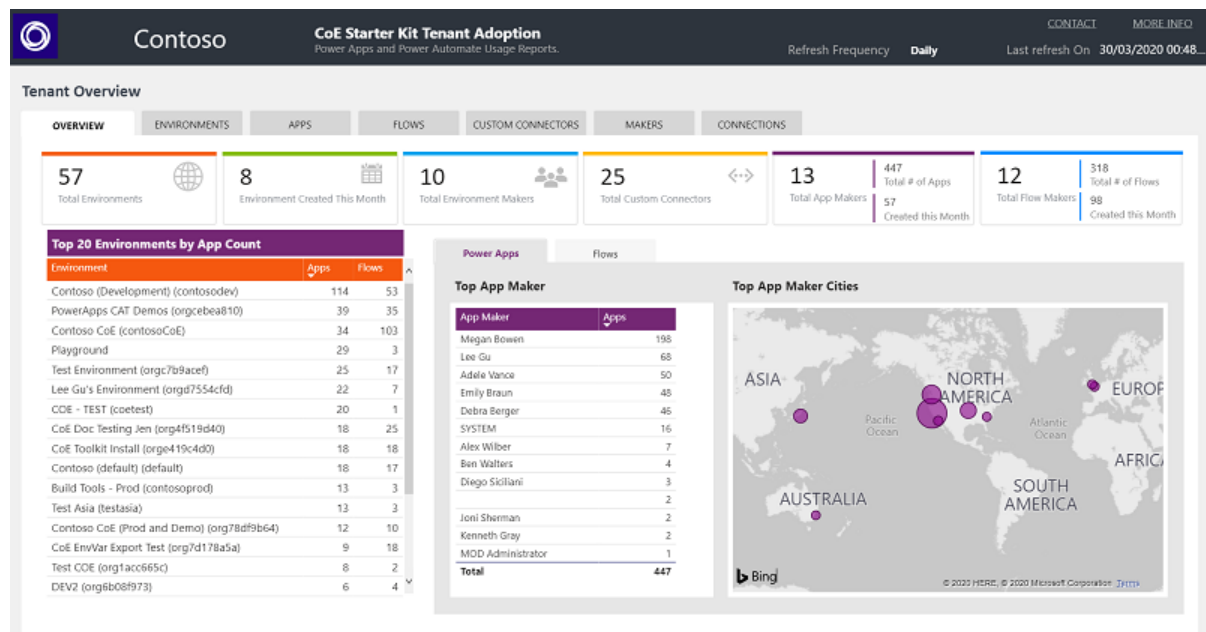 Contoso
CoE Starter Kit Tenant Adoption
Power Apps and Power Automate Usage Reports.
CONTACT MORE INFO
Refresh Frequency Daily Last refresh On 30/03/2020 00:48...
Tenant Overview
OVERVIEW ENVIRONMENTS APPS FLOWS CUSTOM CONNECTORS MAKERS CONNECTIONS
57
Total Environments
8
Environment Created This Month
10
Total Environment Makers
25
Total Custom Connectors
13
Total App Makers
447
Total # of Apps
57
Created this Month
12
Total Flow Makers
318
Total # of Flows
98
Created this Month
Top 20 Environments by App Count
Environment Apps Flows
Contoso (Development) (contosodev) 114 53
PowerApps CAT Demos (orgcebea810) 39 35
Contoso CoE (contosoCoE) 34 103
Playground 29 3
Test Environment (orgc7b9acef) 25 17
Lee Gu's Environment (orgd7554cfd) 22 7
COE - TEST (coetest) 20 1
CoE Doc Testing Jen (org4f519d40) 18 25
CoE Toolkit Install (orge419c4d0) 18 18
Contoso (default) (default) 18 17
Build Tools - Prod (contosoprod) 13 3
Test Asia (testasia) 13 3
Contoso CoE (Prod and Demo) (org78df9b64) 12 10
CoE EnvVar Export Test (org7d178a5a) 9 18
Test COE (org1acc665c) 8 2
DEV2 (org6b08f973) 6 4
Power Apps Flows
Top App Maker
App Maker Apps
Megan Bowen 198
Lee Gu 68
Adele Vance 50
Emily Braun 48
Debra Berger 46
SYSTEM 16
Alex Wilber 7
Ben Walters 4
Diego Siciliani 3
2
Joni Sherman 2
Kenneth Gray 2
MOD Administrator 1
Total 447
Top App Maker Cities
ASIA
NORTH
AMERICA
EUROP
Pacific
Ocean
Atlantic
Ocean
AFRICA
SOUTH
AMERICA
AUSTRALIA
Bing
© 2020 HERE, © 2020 Microsoft Corporation Terms